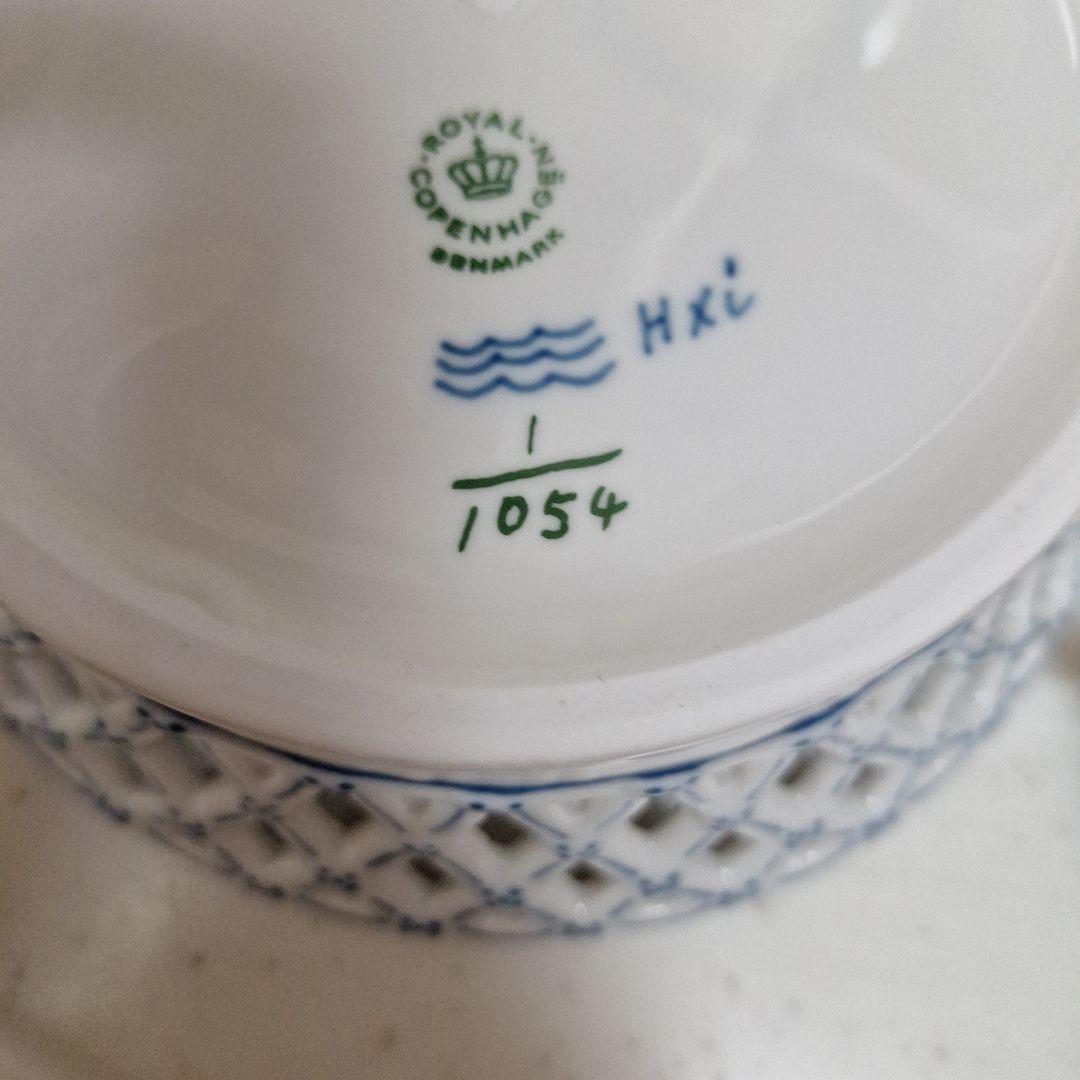 ROYAL·
·COPENHAGEN
DENMARK
Hxi
1
1054